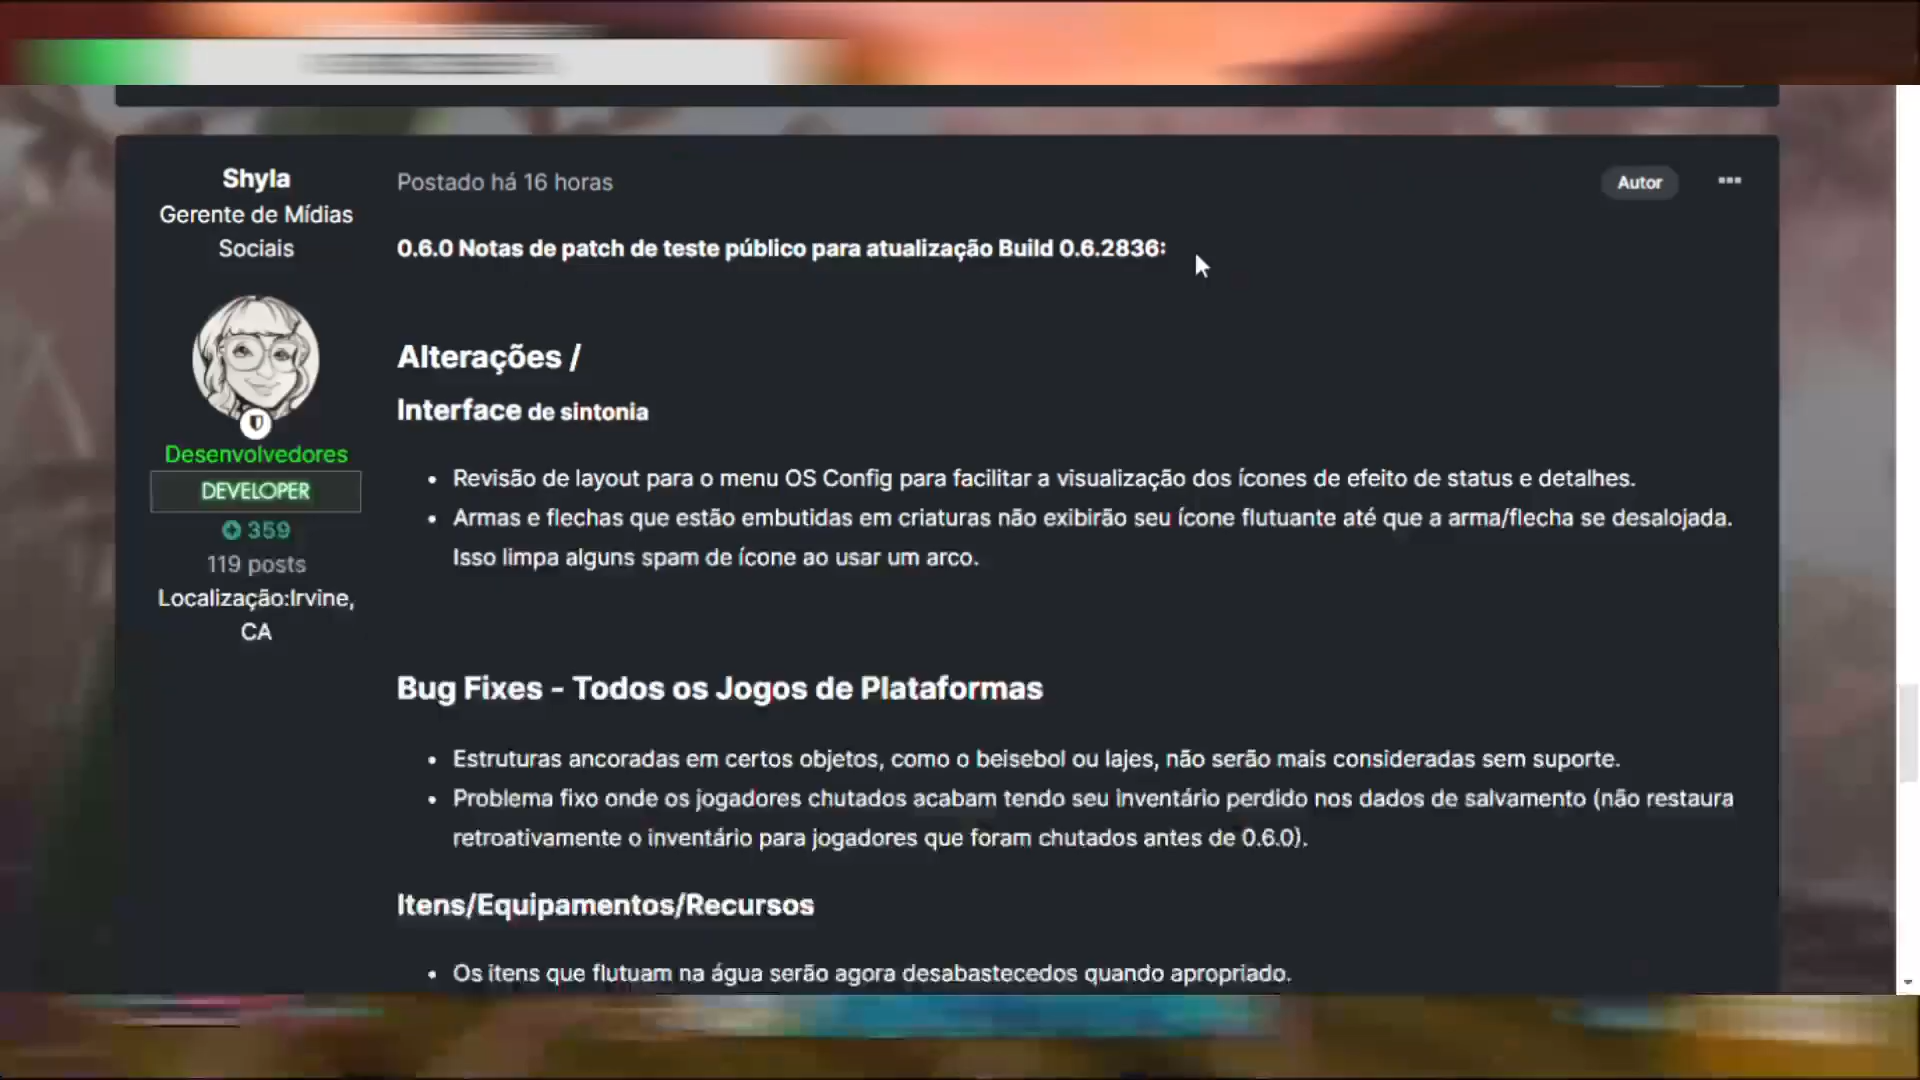 Shyla
Gerente de Mídias
Sociais
Desenvolvedores
DEVELOPER
359
119 posts
Localização:Irvine,
CA
Postado há 16 horas
Autor
0.6.0 Notas de patch de teste público para atualização Build 0.6.2836:
Alterações /
Interface de sintonia
• Revisão de layout para o menu OS Config para facilitar a visualização dos ícones de efeito de status e detalhes.
• Armas e flechas que estão embutidas em criaturas não exibirão seu ícone flutuante até que a arma/flecha se desalojada.
Isso limpa alguns spam de ícone ao usar um arco.
Bug Fixes - Todos os Jogos de Plataformas
• Estruturas ancoradas em certos objetos, como o beisebol ou lajes, não serão mais consideradas sem suporte.
• Problema fixo onde os jogadores chutados acabam tendo seu inventário perdido nos dados de salvamento (não restaura
retroativamente o inventário para jogadores que foram chutados antes de 0.6.0).
Itens/Equipamentos/Recursos
• Os itens que flutuam na água serão agora desabastecedos quando apropriado.